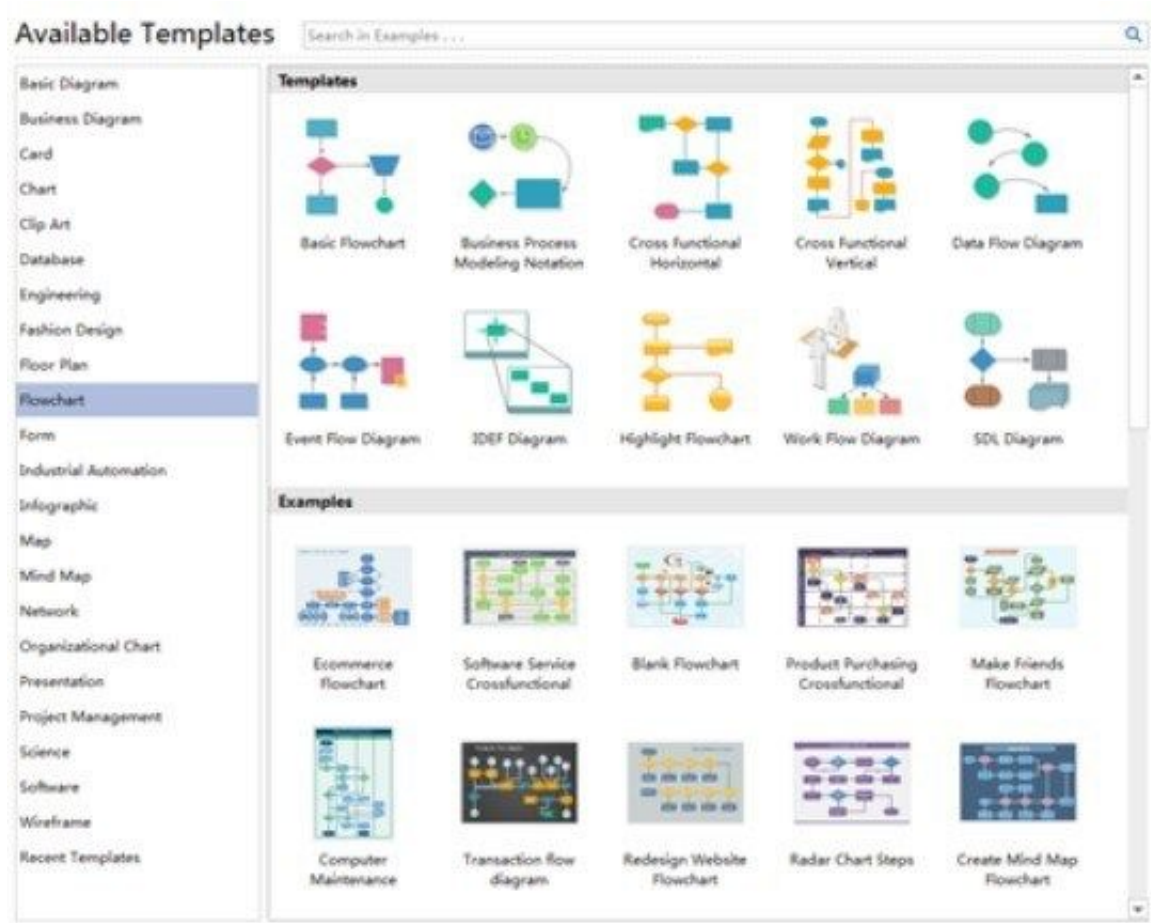 Available Templates
Search in Examples . . .
Basic Diagram
Business Diagram
Card
Chart
Clip Art
Database
Engineering
Fashion Design
Floor Plan
Flowchart
Form
Industrial Automation
Infographic
Map
Mind Map
Network
Organizational Chart
Presentation
Project Management
Science
Software
Wireframe
Recent Templates
Templates
Basic Flowchart
Business Process
Modeling Notation
Cross Functional
Horizontal
Cross Functional
Vertical
Data Flow Diagram
Event Flow Diagram
IDEF Diagram
Highlight Flowchart
Work Flow Diagram
SDL Diagram
Examples
Ecommerce
Flowchart
Software Service
Crossfunctional
Blank Flowchart
Product Purchasing
Crossfunctional
Make Friends
Flowchart
Computer
Maintenance
Transaction flow
diagram
Redesign Website
Flowchart
Radar Chart Steps
Create Mind Map
Flowchart